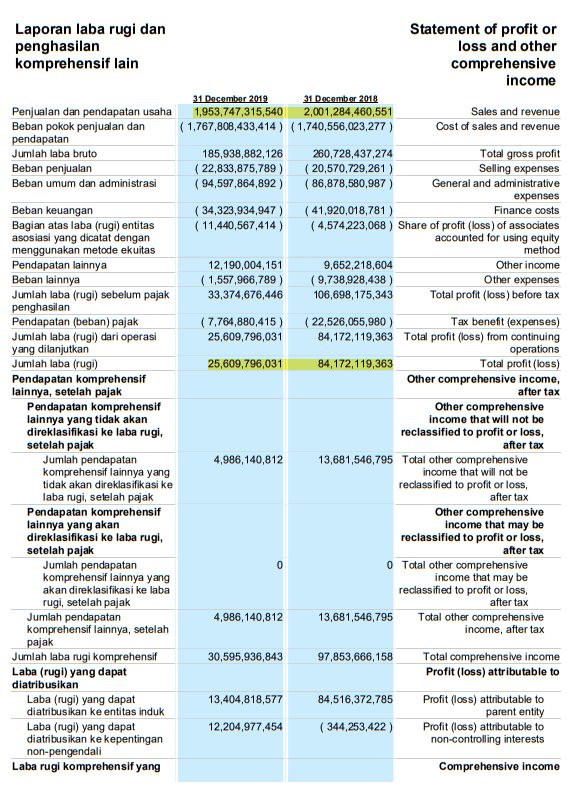 Laporan laba rugi dan
penghasilan
komprehensif lain
Statement of profit or
loss and other
comprehensive
income
31 December 2019 31 December 2018
Penjualan dan pendapatan usaha 1,953,747,315,540 2,001,284,460,551 Sales and revenue
Beban pokok penjualan dan ( 1,767,808,433,414 ) ( 1,740,556,023,277 ) Cost of sales and revenue
pendapatan
Jumlah laba bruto 185,938,882,126 260,728,437,274 Total gross profit
Beban penjualan ( 22,833,875,789 ) ( 20,570,729,261 ) Selling expenses
Beban umum dan administrasi ( 94,597,864,892 ) ( 86,878,580,987 ) General and administrative
expenses
Beban keuangan ( 34,323,934,947 ) ( 41,920,018,781 ) Finance costs
Bagian atas laba (rugi) entitas ( 11,440,567,414 ) ( 4,574,223,068 ) Share of profit (loss) of associates
asosiasi yang dicatat dengan accounted for using equity
menggunakan metode ekuitas method
Pendapatan lainnya 12,190,004,151 9,652,218,604 Other income
Beban lainnya ( 1,557,966,789 ) ( 9,738,928,438 ) Other expenses
Jumlah laba (rugi) sebelum pajak 33,374,676,446 106,698,175,343 Total profit (loss) before tax
penghasilan
Pendapatan (beban) pajak ( 7,764,880,415 ) ( 22,526,055,980 ) Tax benefit (expenses)
Jumlah laba (rugi) dari operasi 25,609,796,031 84,172,119,363 Total profit (loss) from continuing
yang dilanjutkan operations
Jumlah laba (rugi) 25,609,796,031 84,172,119,363 Total profit (loss)
Pendapatan komprehensif Other comprehensive income,
lainnya, setelah pajak after tax
Pendapatan komprehensif Other comprehensive
lainnya yang tidak akan income that will not be
direklasifikasi ke laba rugi, reclassified to profit or loss,
setelah pajak after tax
Jumlah pendapatan 4,986,140,812 13,681,546,795 Total other comprehensive
komprehensif lainnya yang income that will not be
tidak akan direklasifikasi ke reclassified to profit or loss,
laba rugi, setelah pajak after tax
Pendapatan komprehensif Other comprehensive
lainnya yang akan income that may be
direklasifikasi ke laba rugi, reclassified to profit or loss,
setelah pajak after tax
Jumlah pendapatan 0 0 Total other comprehensive
komprehensif lainnya yang income that may be
akan direklasifikasi ke laba reclassified to profit or loss,
rugi, setelah pajak after tax
Jumlah pendapatan 4,986,140,812 13,681,546,795 Total other comprehensive
komprehensif lainnya, setelah income, after tax
pajak
Jumlah laba rugi komprehensif 30,595,936,843 97,853,666,158 Total comprehensive income
Laba (rugi) yang dapat Profit (loss) attributable to
diatribusikan
Laba (rugi) yang dapat 13,404,818,577 84,516,372,785 Profit (loss) attributable to
diatribusikan ke entitas induk parent entity
Laba (rugi) yang dapat 12,204,977,454 ( 344,253,422 ) Profit (loss) attributable to
diatribusikan ke kepentingan non-controlling interests
non-pengendali
Laba rugi komprehensif yang Comprehensive income